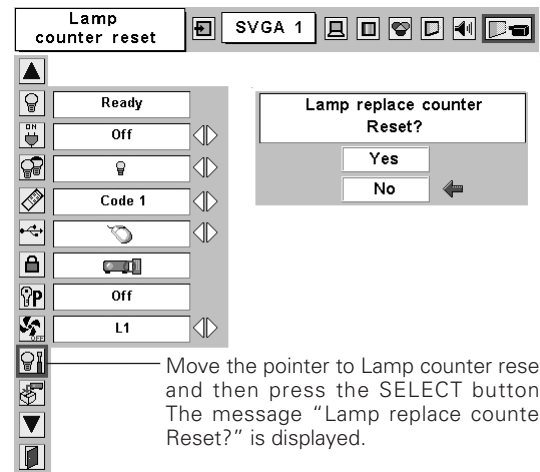 Lamp
counter reset
SVGA 1
Ready
ON
Off
Code 1
Off
P
L1
OFF
Lamp replace counter
Reset?
Yes
No
Move the pointer to Lamp counter rese
and then press the SELECT button
The message “Lamp replace counte
Reset?” is displayed.